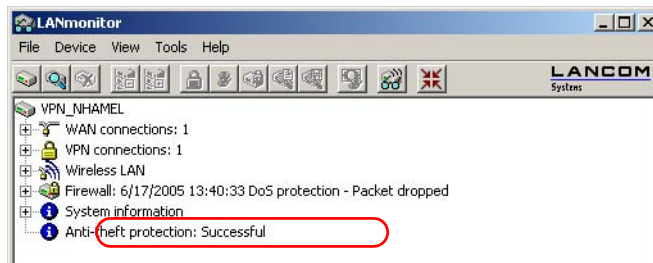 LANmonitor
File Device View Tools Help
LANCOM
Systems
VPN_NHAMEL
WAN connections: 1
VPN connections: 1
Wireless LAN
Firewall: 6/17/2005 13:40:33 DoS protection - Packet dropped
System information
Anti-theft protection: Successful